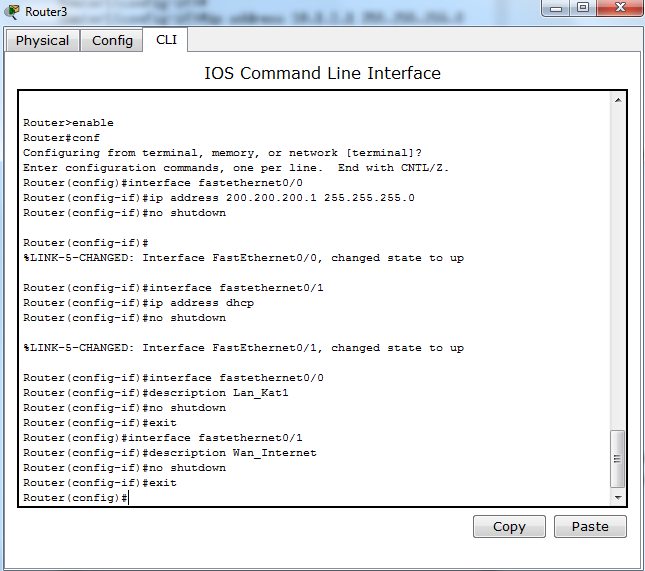 Router3
Physical Config CLI
IOS Command Line Interface
Router>enable
Router#conf
Configuring from terminal, memory, or network [terminal]?
Enter configuration commands, one per line.  End with CNTL/Z.
Router(config)#interface fastethernet0/0
Router(config-if)#ip address 200.200.200.1 255.255.255.0
Router(config-if)#no shutdown
Router(config-if)#
%LINK-5-CHANGED: Interface FastEthernet0/0, changed state to up
Router(config-if)#interface fastethernet0/1
Router(config-if)#ip address dhcp
Router(config-if)#no shutdown
%LINK-5-CHANGED: Interface FastEthernet0/1, changed state to up
Router(config-if)#interface fastethernet0/0
Router(config-if)#description Lan_Kat1
Router(config-if)#no shutdown
Router(config-if)#exit
Router(config)#interface fastethernet0/1
Router(config-if)#description Wan_Internet
Router(config-if)#no shutdown
Router(config-if)#exit
Router(config)#
Copy Paste